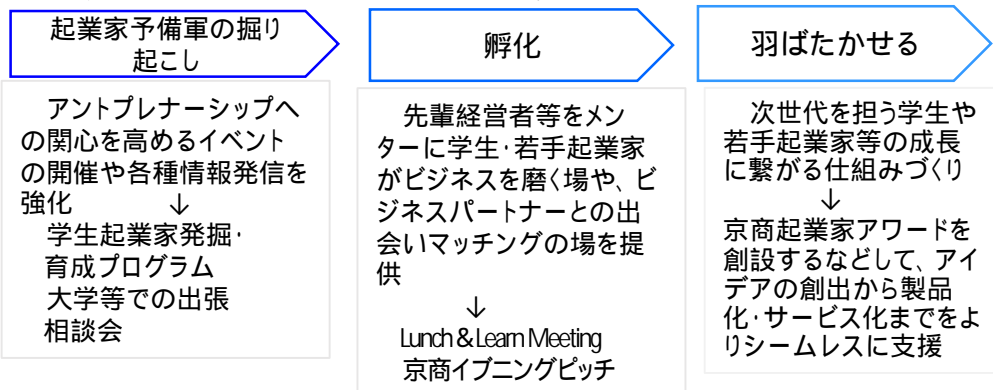 起業家予備軍の掘り
起こし
アントプレナーシップへ
の関心を高めるイベント
の開催や各種情報発信を
強化 ↓
学生起業家発掘・
育成プログラム
大学等での出張
相談会
孵化
先輩経営者等をメン
ターに学生・若手起業家
がビジネスを磨く場や、ビ
ジネスパートナーとの出
会いマッチングの場を提
供
↓
Lunch & Learn Meeting
京商イブニングピッチ
羽ばたかせる
次世代を担う学生や
若手起業家等の成長
に繋がる仕組みづくり
↓
京商起業家アワードを
創設するなどして、アイ
デアの創出から製品
化・サービス化までをよ
りシームレスに支援